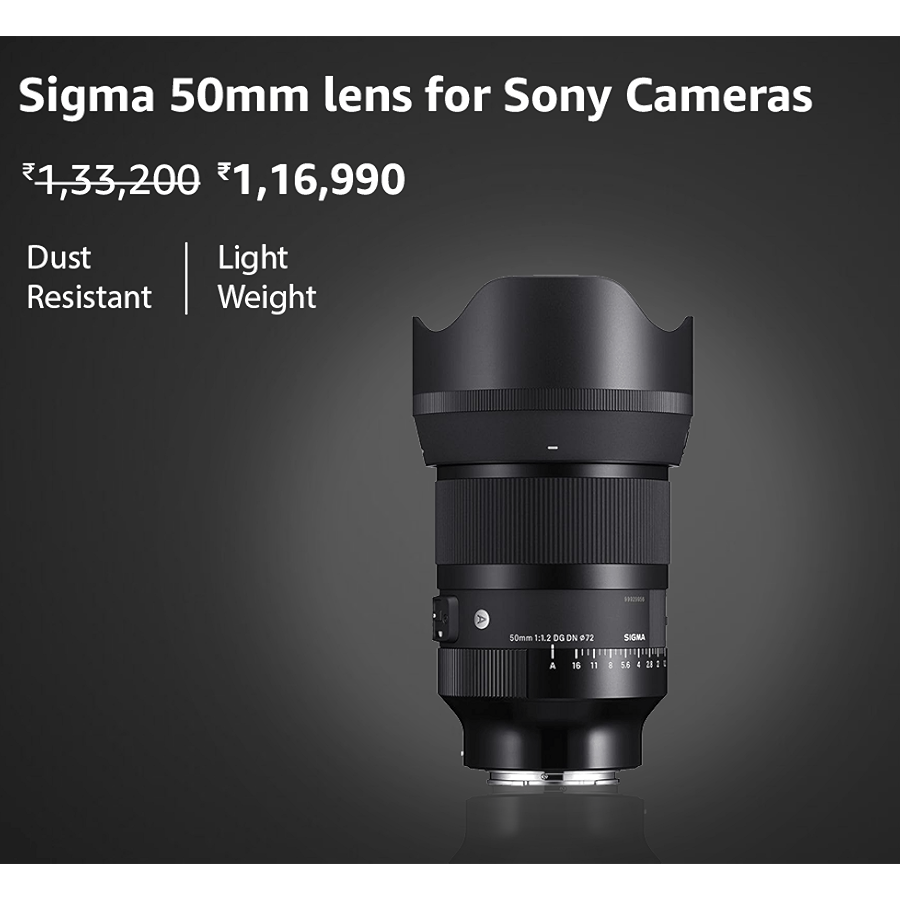 Sigma 50mm lens for Sony Cameras
₹1,33,200 ₹1,16,990
Dust
Resistant
Light
Weight
A
50mm 1:1.2 DG DN ø72 SIGMA
A 16 11 8 5.6 4 2.8 2